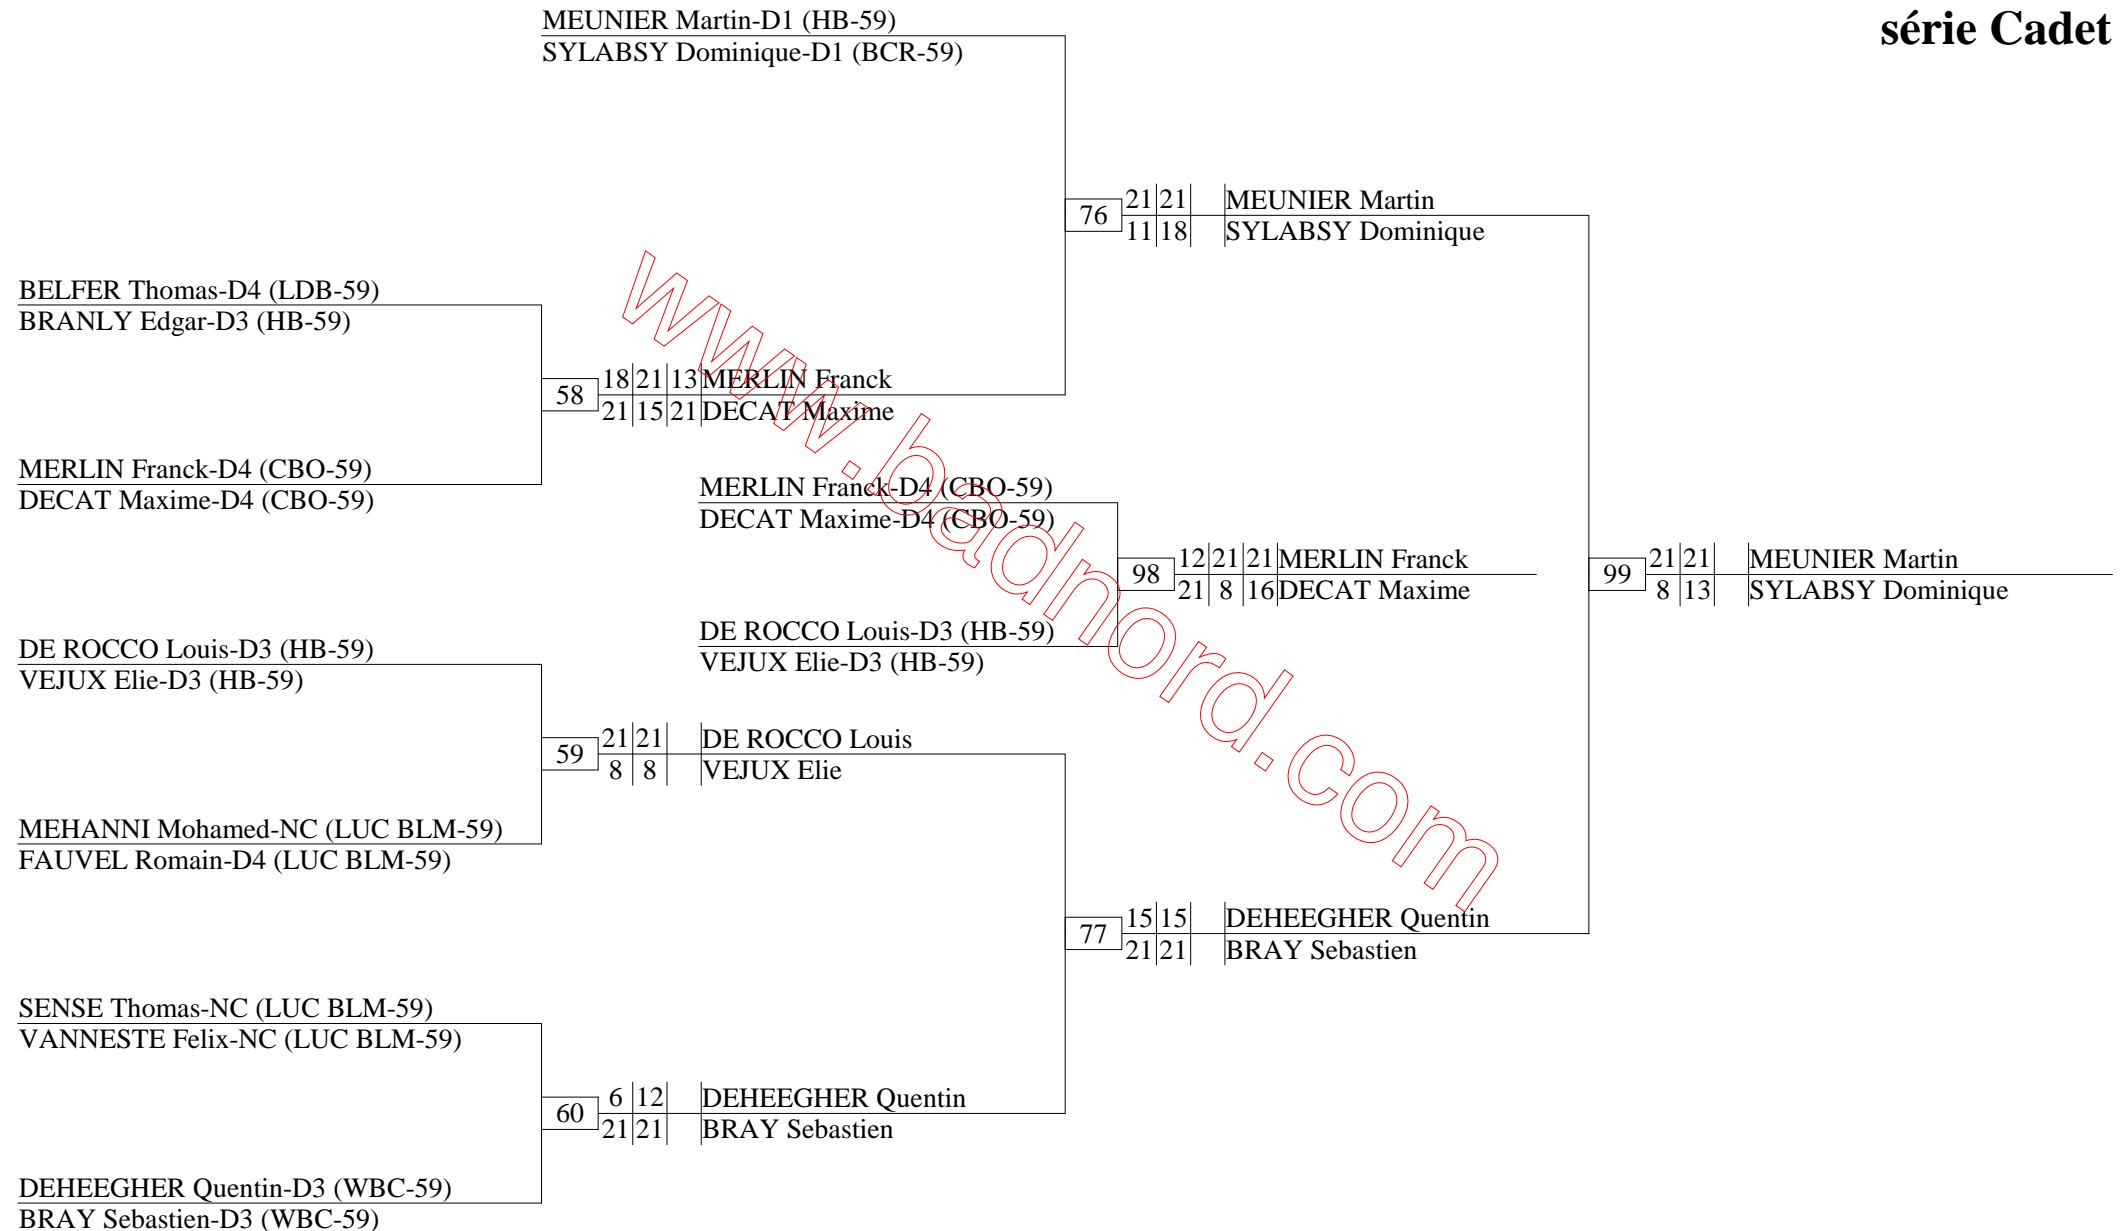 série Cadet
MEUNIER Martin-D1 (HB-59)
SYLABSY Dominique-D1 (BCR-59)
76
21 21
11 18
MEUNIER Martin
SYLABSY Dominique
BELFER Thomas-D4 (LDB-59)
BRANLY Edgar-D3 (HB-59)
58
18 21 13
21 15 21
MERLIN Franck
DECAT Maxime
MERLIN Franck-D4 (CBO-59)
DECAT Maxime-D4 (CBO-59)
MERLIN Franck-D4 (CBO-59)
DECAT Maxime-D4 (CBO-59)
98
12 21 21
21 8 16
MERLIN Franck
DECAT Maxime
99
21 21
8 13
MEUNIER Martin
SYLABSY Dominique
DE ROCCO Louis-D3 (HB-59)
VEJUX Elie-D3 (HB-59)
DE ROCCO Louis-D3 (HB-59)
VEJUX Elie-D3 (HB-59)
59
21 21
8 8
DE ROCCO Louis
VEJUX Elie
MEHANNI Mohamed-NC (LUC BLM-59)
FAUVEL Romain-D4 (LUC BLM-59)
77
15 15
21 21
DEHEEGHER Quentin
BRAY Sebastien
SENSE Thomas-NC (LUC BLM-59)
VANNESTE Felix-NC (LUC BLM-59)
60
6 12
21 21
DEHEEGHER Quentin
BRAY Sebastien
DEHEEGHER Quentin-D3 (WBC-59)
BRAY Sebastien-D3 (WBC-59)
www.badnord.com